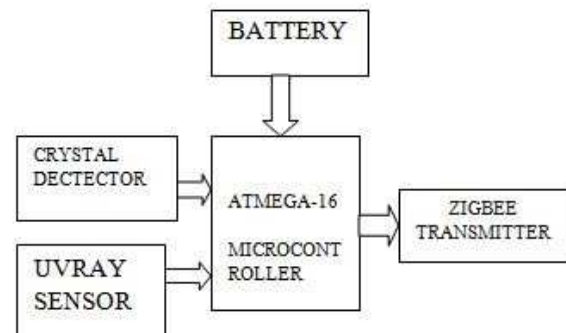 BATTERY
CRYSTAL
DECTECTOR
ATMEGA-16
MICROCONT
ROLLER
UVRAY
SENSOR
ZIGBEE
TRANSMITTER